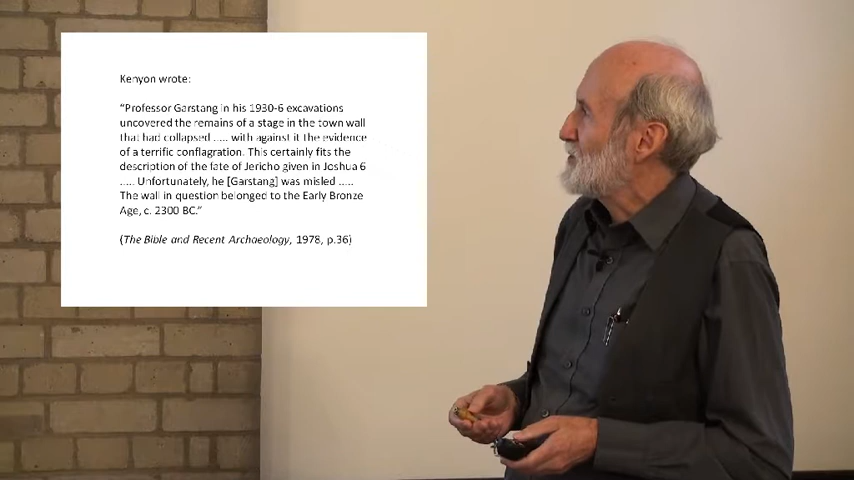 Kenyon wrote:
“Professor Garstang in his 1930-6 excavations
uncovered the remains of a stage in the town wall
that had collapsed ..... with against it the evidence
of a terrific conflagration. This certainly fits the
description of the fate of Jericho given in Joshua 6
..... Unfortunately, he [Garstang] was misled .....
The wall in question belonged to the Early Bronze
Age, c. 2300 BC.”
(The Bible and Recent Archaeology, 1978, p.36)